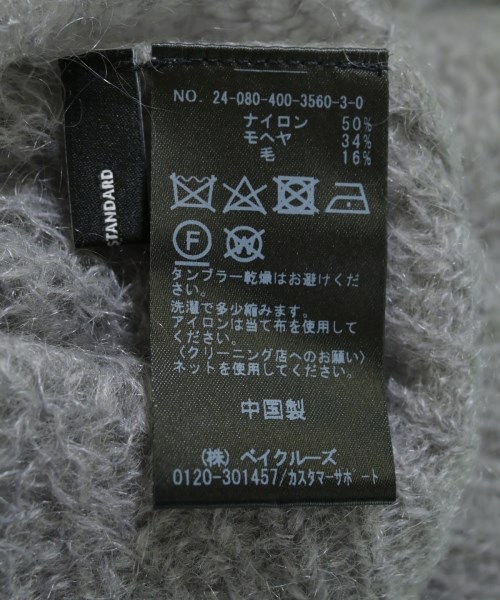 STANDARD
NO. 24-080-400-3560-3-0
ナイロン 50%
モヘヤ 34%
毛 16%
F W
タンブラー乾燥はお避けくださ
い。
洗濯で多少縮みます。
アイロンは当て布を使用して
ください。
〈クリーニング店へのお願い〉
ネットを使用してください。
中国製
(株) ベイクルーズ
0120-301457/カスタマーサポート